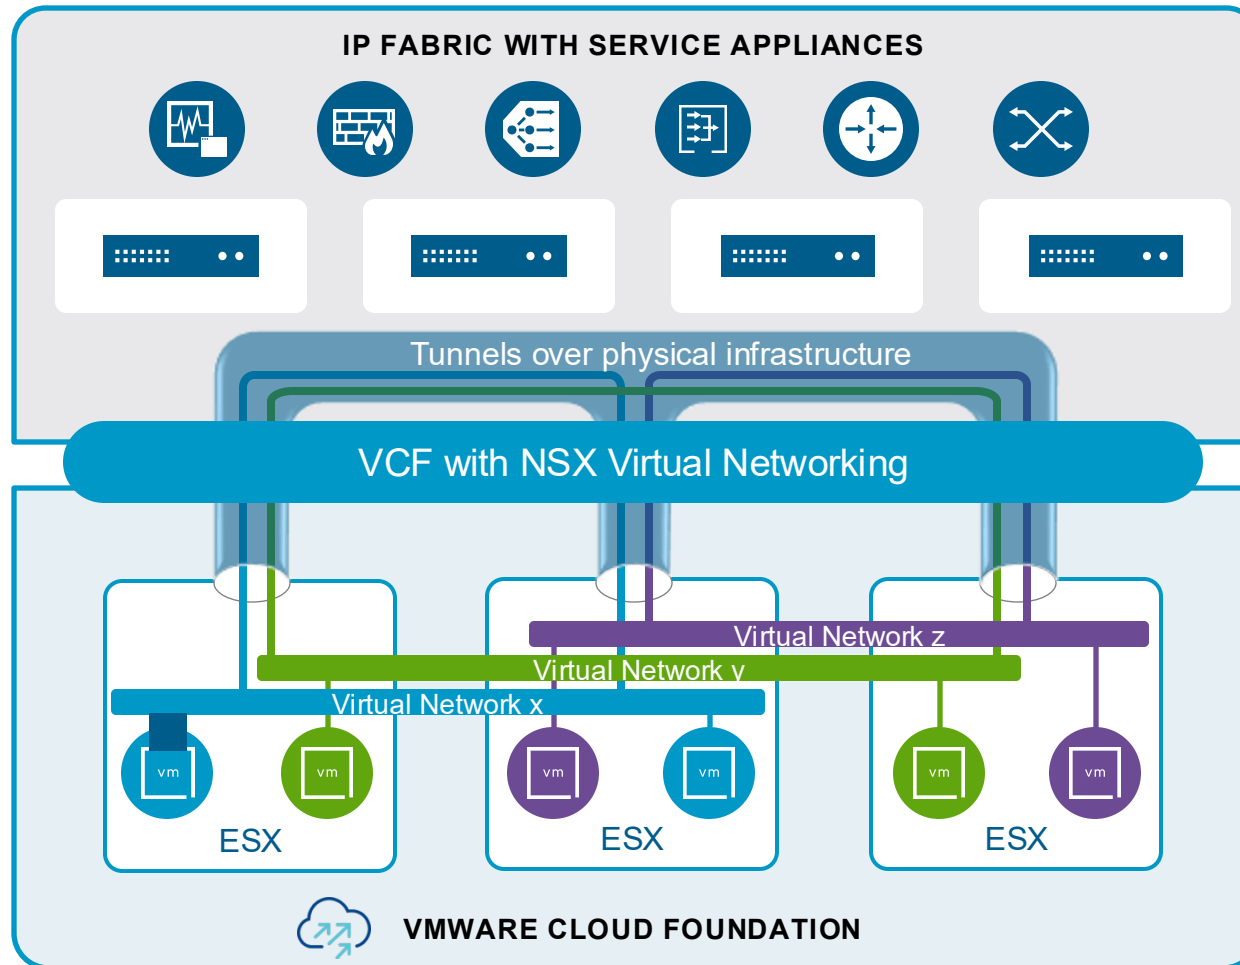 IP FABRIC WITH SERVICE APPLIANCES
Tunnels over physical infrastructure
VCF with NSX Virtual Networking
Virtual Network z
Virtual Network y
Virtual Network x
vm
vm
vm
vm
vm
vm
ESX
ESX
ESX
VMWARE CLOUD FOUNDATION